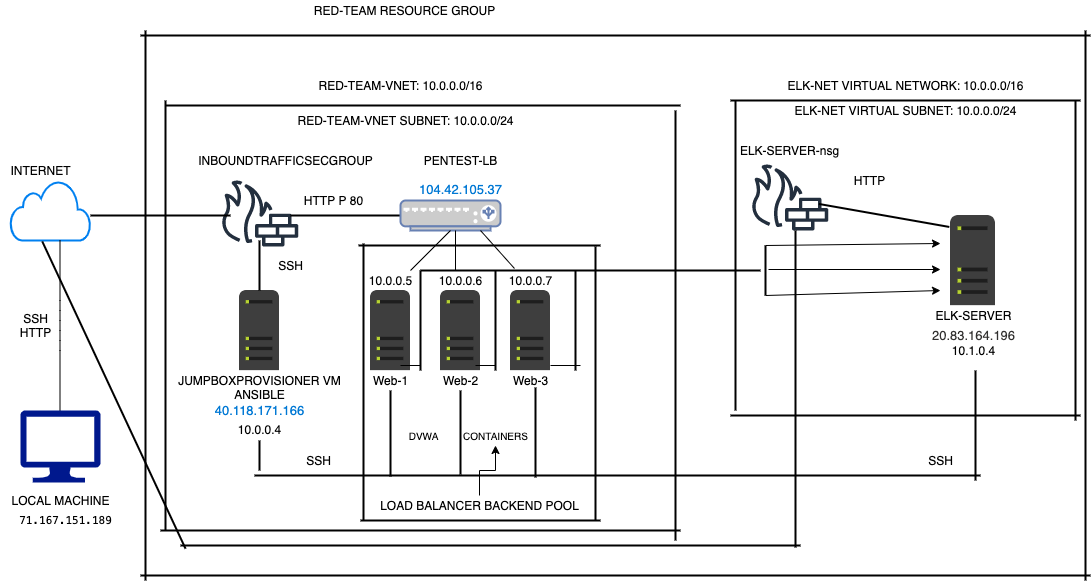 RED-TEAM RESOURCE GROUP
RED-TEAM-VNET: 10.0.0.0/16
RED-TEAM-VNET SUBNET: 10.0.0.0/24
ELK-NET VIRTUAL NETWORK: 10.0.0.0/16
ELK-NET VIRTUAL SUBNET: 10.0.0.0/24
INTERNET
INBOUNDTRAFFICSECGROUP
HTTP P 80
PENTEST-LB
104.42.105.37
ELK-SERVER-nsg
HTTP
SSH
10.0.0.5
10.0.0.6
10.0.0.7
SSH
HTTP
ELK-SERVER
20.83.164.196
10.1.0.4
JUMPBOXPROVISIONER VM
ANSIBLE
40.118.171.166
10.0.0.4
Web-1
Web-2
Web-3
DVWA
CONTAINERS
SSH
SSH
LOAD BALANCER BACKEND POOL
LOCAL MACHINE
71.167.151.189